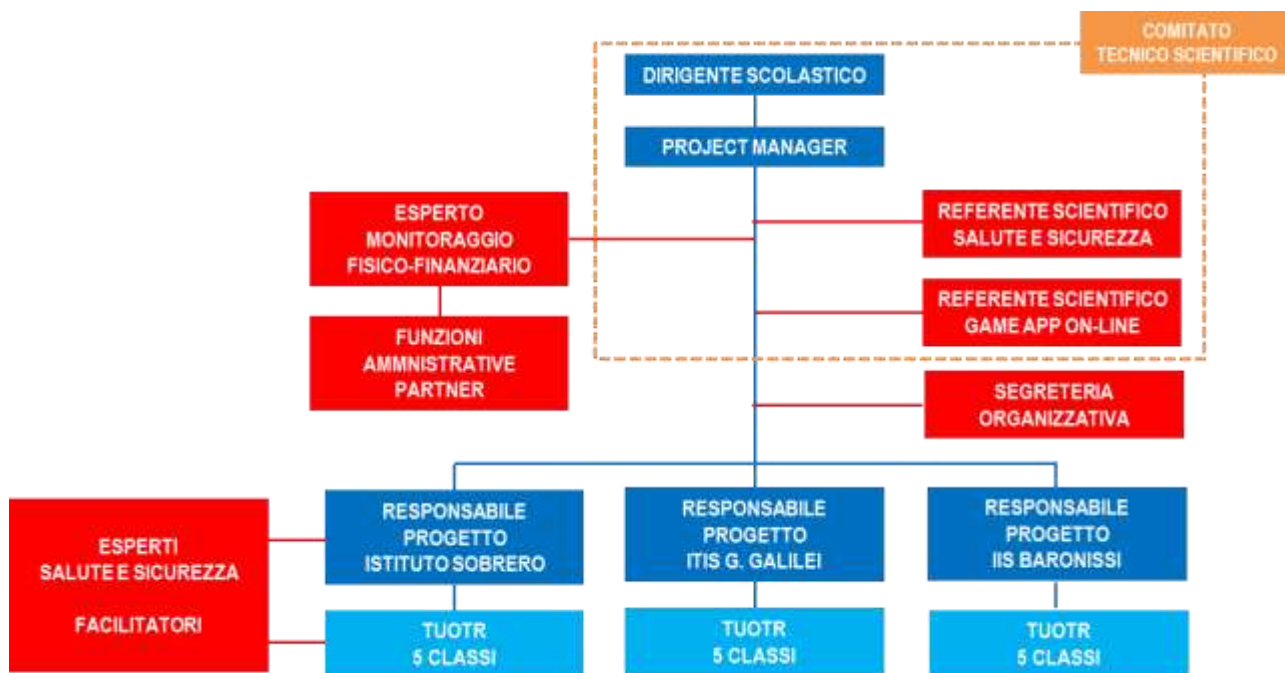 COMITATO
TECNICO SCIENTIFICO
DIRIGENTE SCOLASTICO
PROJECT MANAGER
ESPERTO
MONITORAGGIO
FISICO-FINANZIARIO
REFERENTE SCIENTIFICO
SALUTE E SICUREZZA
REFERENTE SCIENTIFICO
GAME APP ON-LINE
FUNZIONI
AMMNISTRATIVE
PARTNER
SEGRETERIA
ORGANIZZATIVA
ESPERTI
SALUTE E SICUREZZA
FACILITATORI
RESPONSABILE
PROGETTO
ISTITUTO SOBRERO
RESPONSABILE
PROGETTO
ITIS G. GALILEI
RESPONSABILE
PROGETTO
IIS BARONISSI
TUOTR
5 CLASSI
TUOTR
5 CLASSI
TUOTR
5 CLASSI